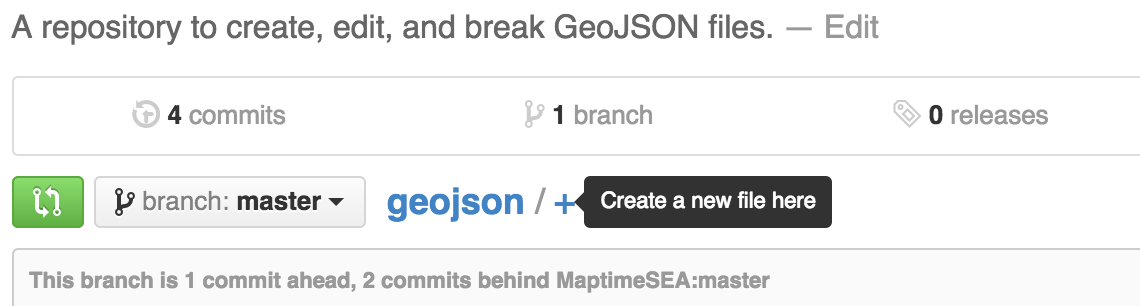 A repository to create, edit, and break GeoJSON files. — Edit
4 commits 1 branch 0 releases
branch: master geojson / + Create a new file here
This branch is 1 commit ahead, 2 commits behind MaptimeSEA:master